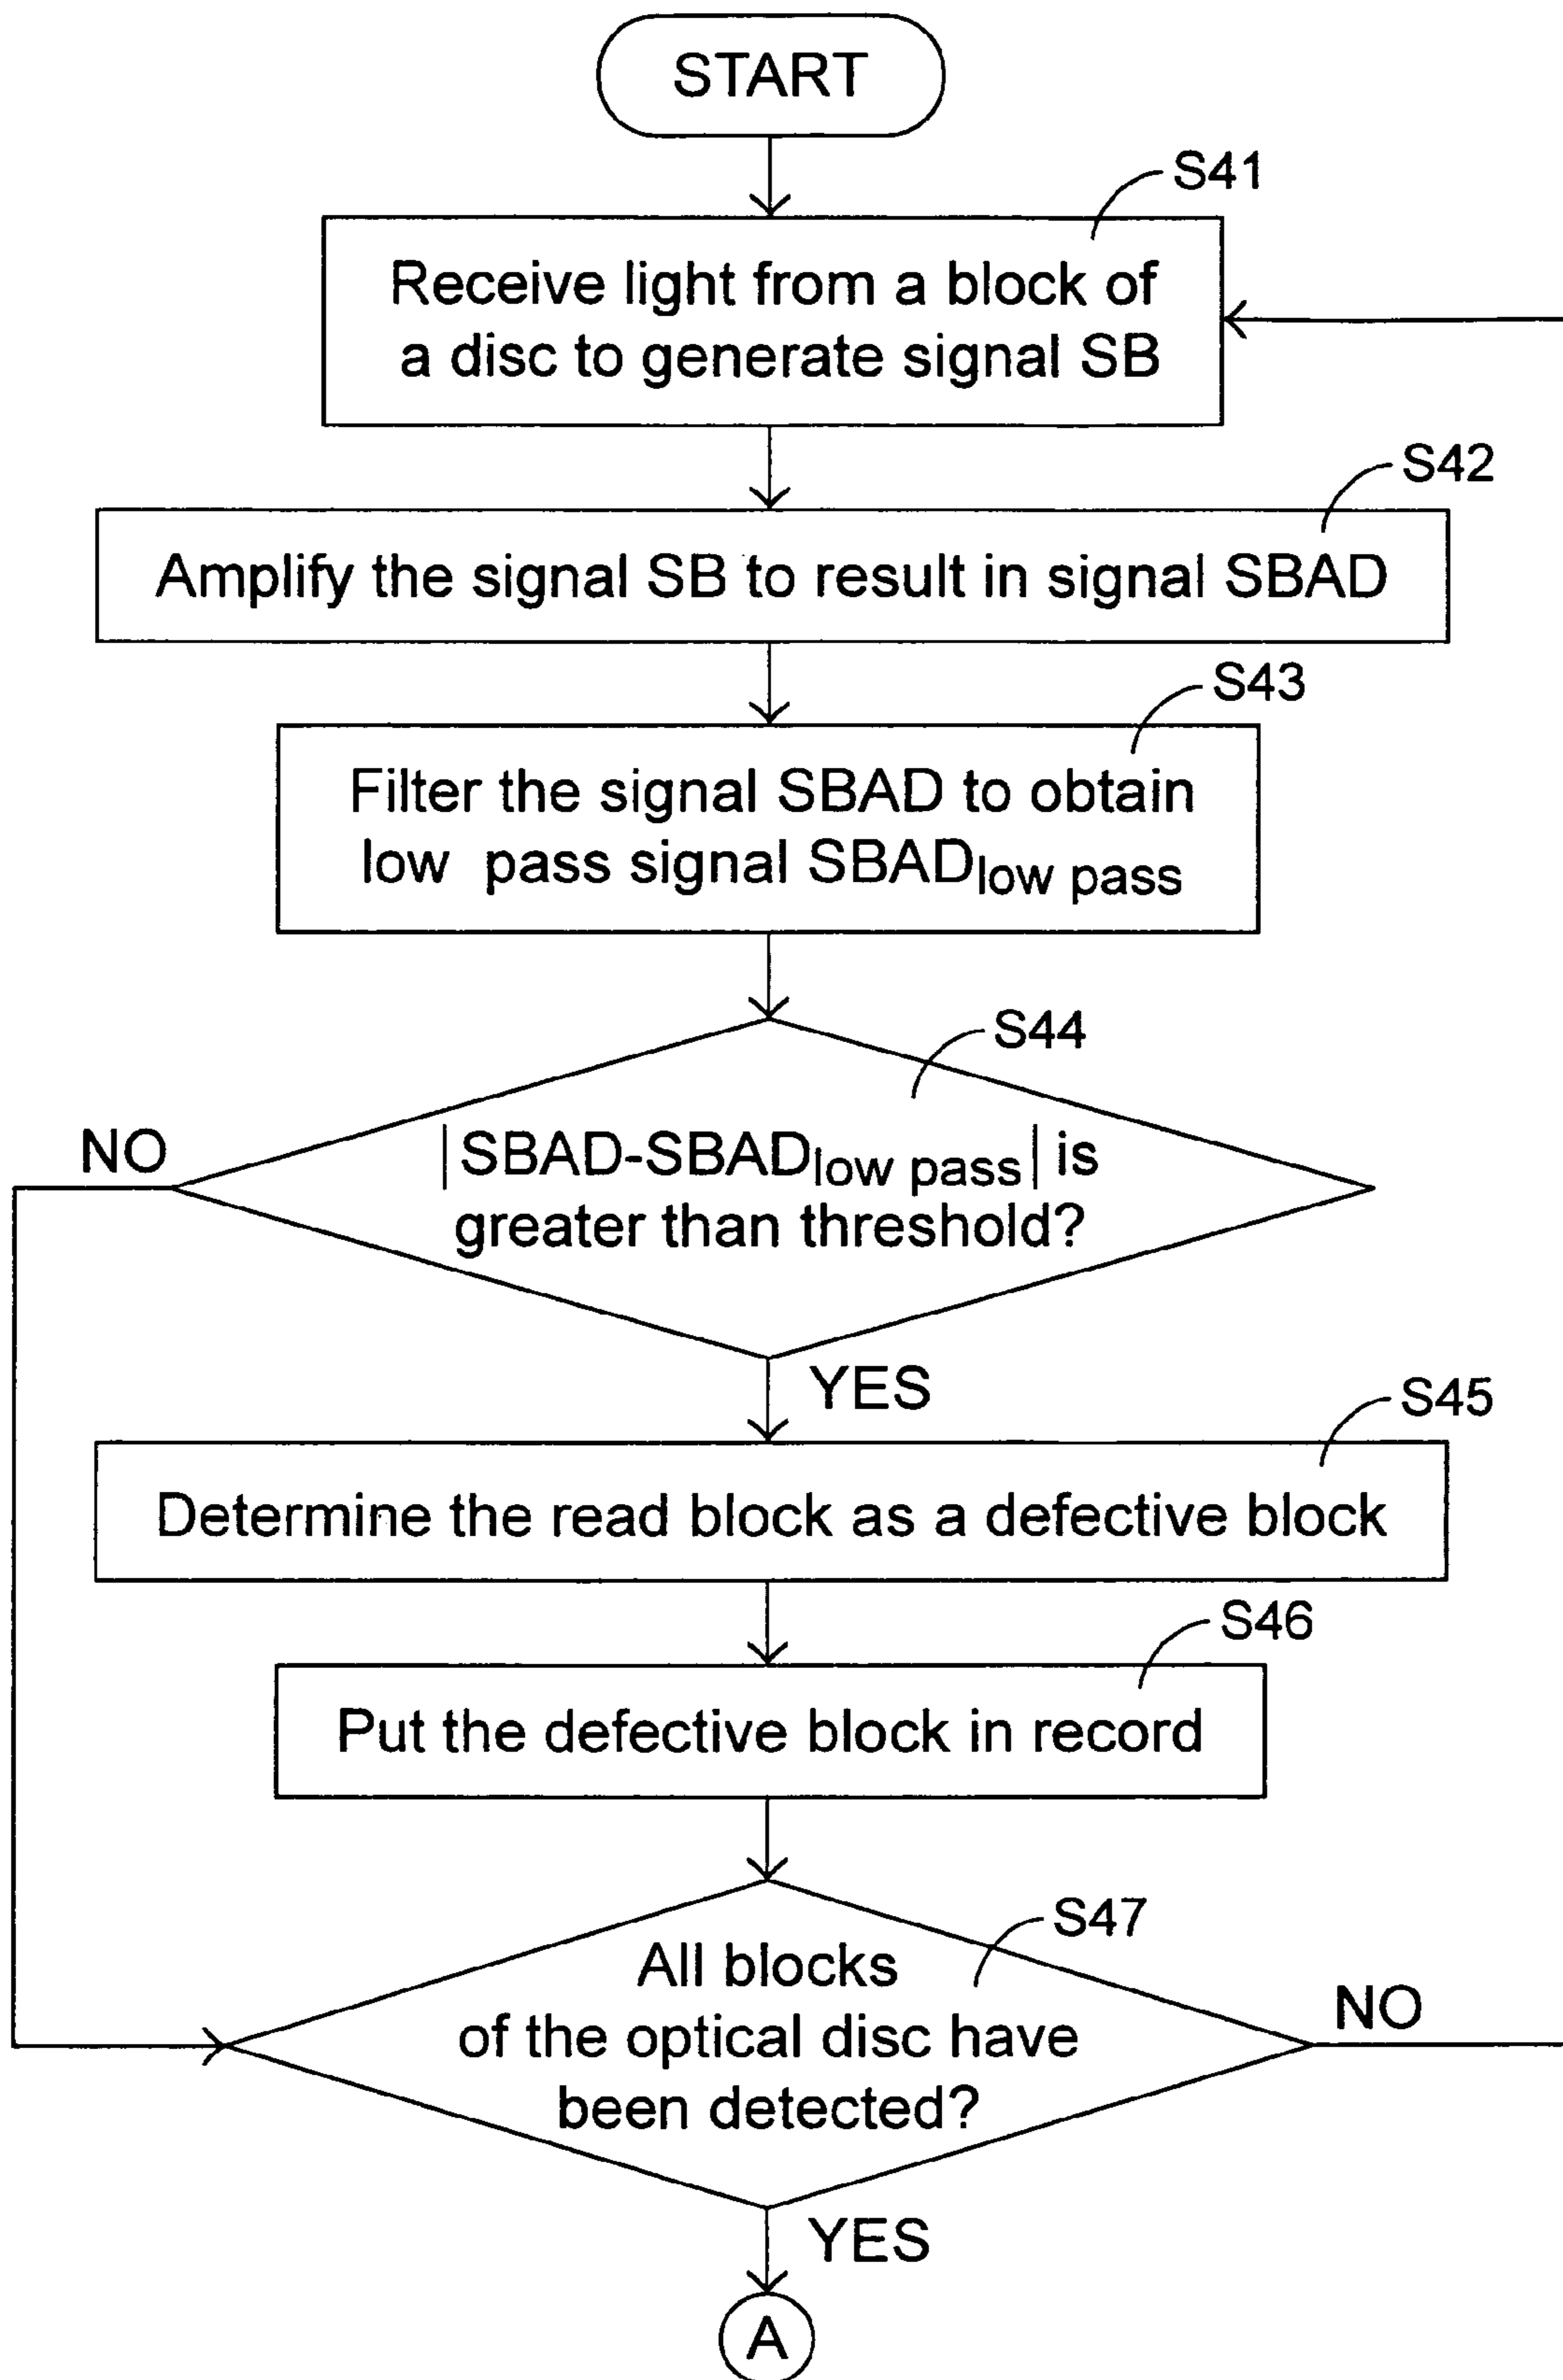 START
S41
Receive light from a block of
a disc to generate signal SB
S42
Amplify the signal SB to result in signal SBAD
S43
Filter the signal SBAD to obtain
low pass signal SBADlow pass
S44
NO
|SBAD-SBADlow pass| is
greater than threshold?
YES
S45
Determine the read block as a defective block
S46
Put the defective block in record
S47
All blocks
of the optical disc have
been detected?
NO
YES
A